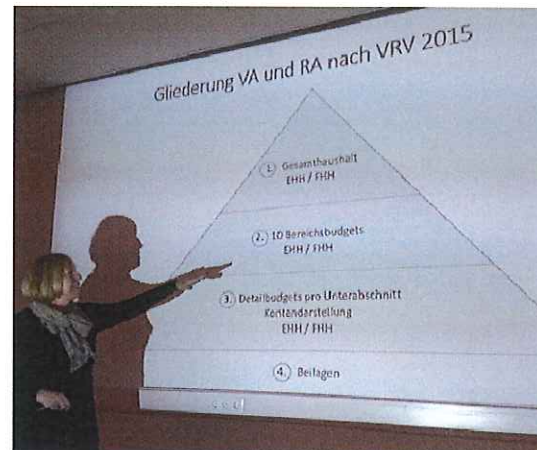 Gliederung VA und RA nach VRV 2015
1. Gesamthaushalt
EHH / FHH
2. 10 Bereichsbudgets
EHH / FHH
3. Detailbudgets pro Unterabschnitt
Kontendarstellung
EHH / FHH
4. Beilagen